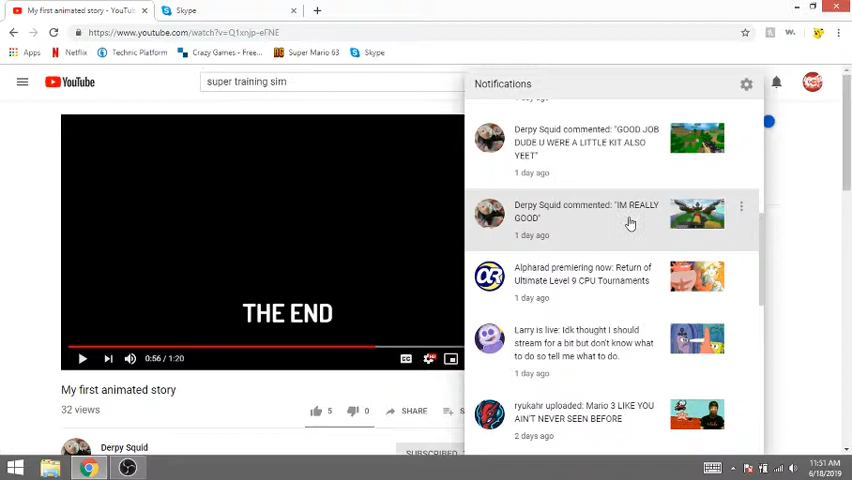 My first animated story - YouTube
Skype
https://www.youtube.com/watch?v=Q1xnjp-eFNE
Apps
Netflix
Technic Platform
Crazy Games - Free...
Super Mario 63
Skype
YouTube
super training sim
Notifications
1 day ago
Derpy Squid commented: "GOOD JOB
DUDE U WERE A LITTLE KIT ALSO
YEET"
1 day ago
Derpy Squid commented: "IM REALLY
GOOD"
1 day ago
Alpharad premiering now: Return of
Ultimate Level 9 CPU Tournaments
1 day ago
Larry is live: Idk thought I should
stream for a bit but don't know what
to do so tell me what to do.
1 day ago
ryukahr uploaded: Mario 3 LIKE YOU
AIN'T NEVER SEEN BEFORE
2 days ago
THE END
0:56 / 1:20
CC
My first animated story
32 views
5
0
SHARE
S
Derpy Squid
SUBSCRIBED
11:51 AM
6/18/2019